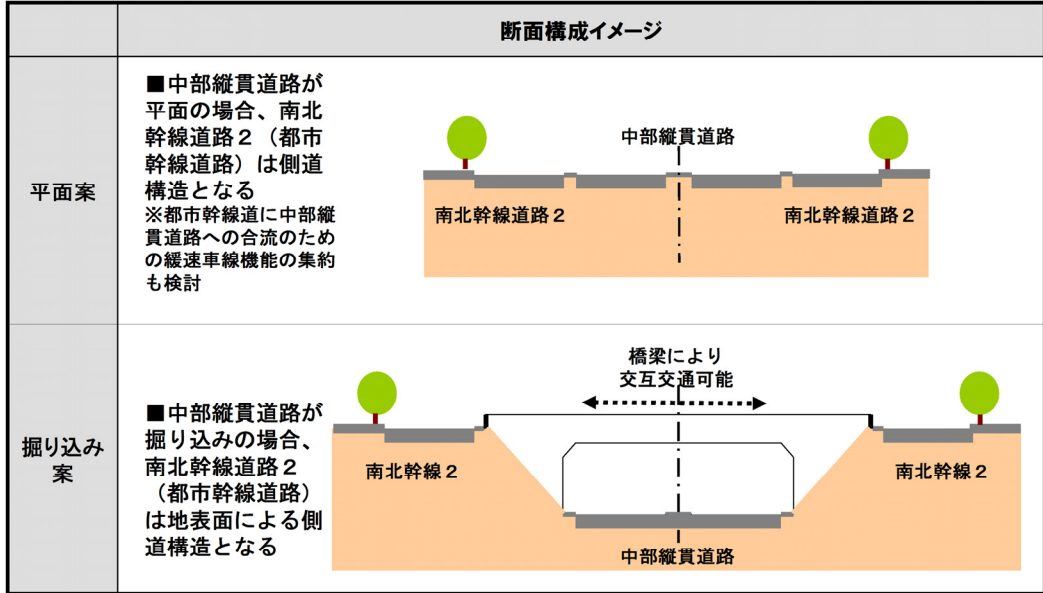 断面構成イメージ
平面案
■中部縦貫道路が
平面の場合、南北
幹線道路２（都市
幹線道路）は側道
構造となる
※都市幹線道に中部縦
貫道路への合流のため
の緩速車線機能の集約
も検討
中部縦貫道路
南北幹線道路２
南北幹線道路２
掘り込み
案
■中部縦貫道路が
掘り込みの場合、
南北幹線道路２
（都市幹線道路）
は地表面による側
道構造となる
橋梁により
交互交通可能
南北幹線２
南北幹線２
中部縦貫道路